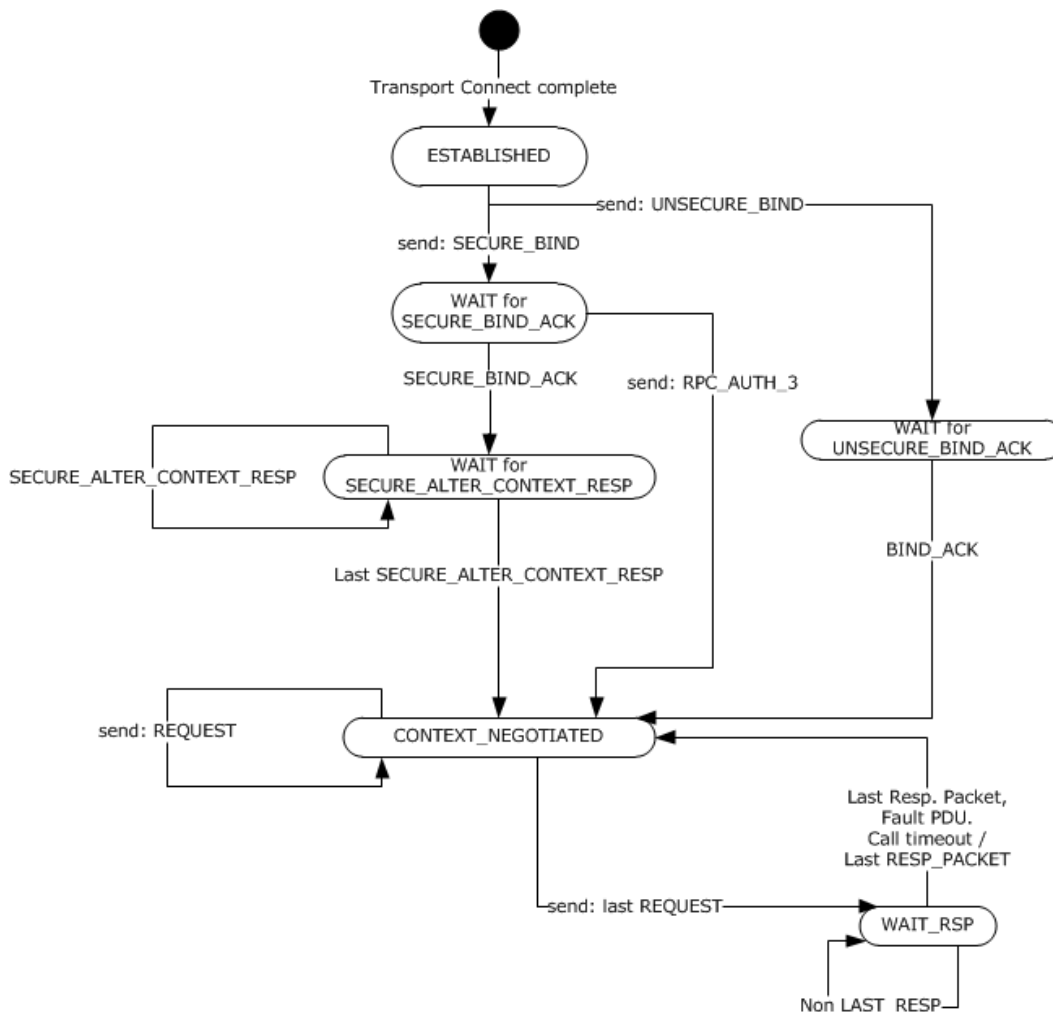 Transport Connect complete
ESTABLISHED
send: UNSECURE_BIND
send: SECURE_BIND
WAIT for
SECURE_BIND_ACK
SECURE_BIND_ACK
send: RPC_AUTH_3
WAIT for
UNSECURE_BIND_ACK
WAIT for
SECURE_ALTER_CONTEXT_RESP
SECURE_ALTER_CONTEXT_RESP
BIND_ACK
Last SECURE_ALTER_CONTEXT_RESP
send: REQUEST
CONTEXT_NEGOTIATED
Last Resp. Packet,
Fault PDU.
Call timeout /
Last RESP_PACKET
send: last REQUEST
WAIT_RSP
Non LAST_RESP